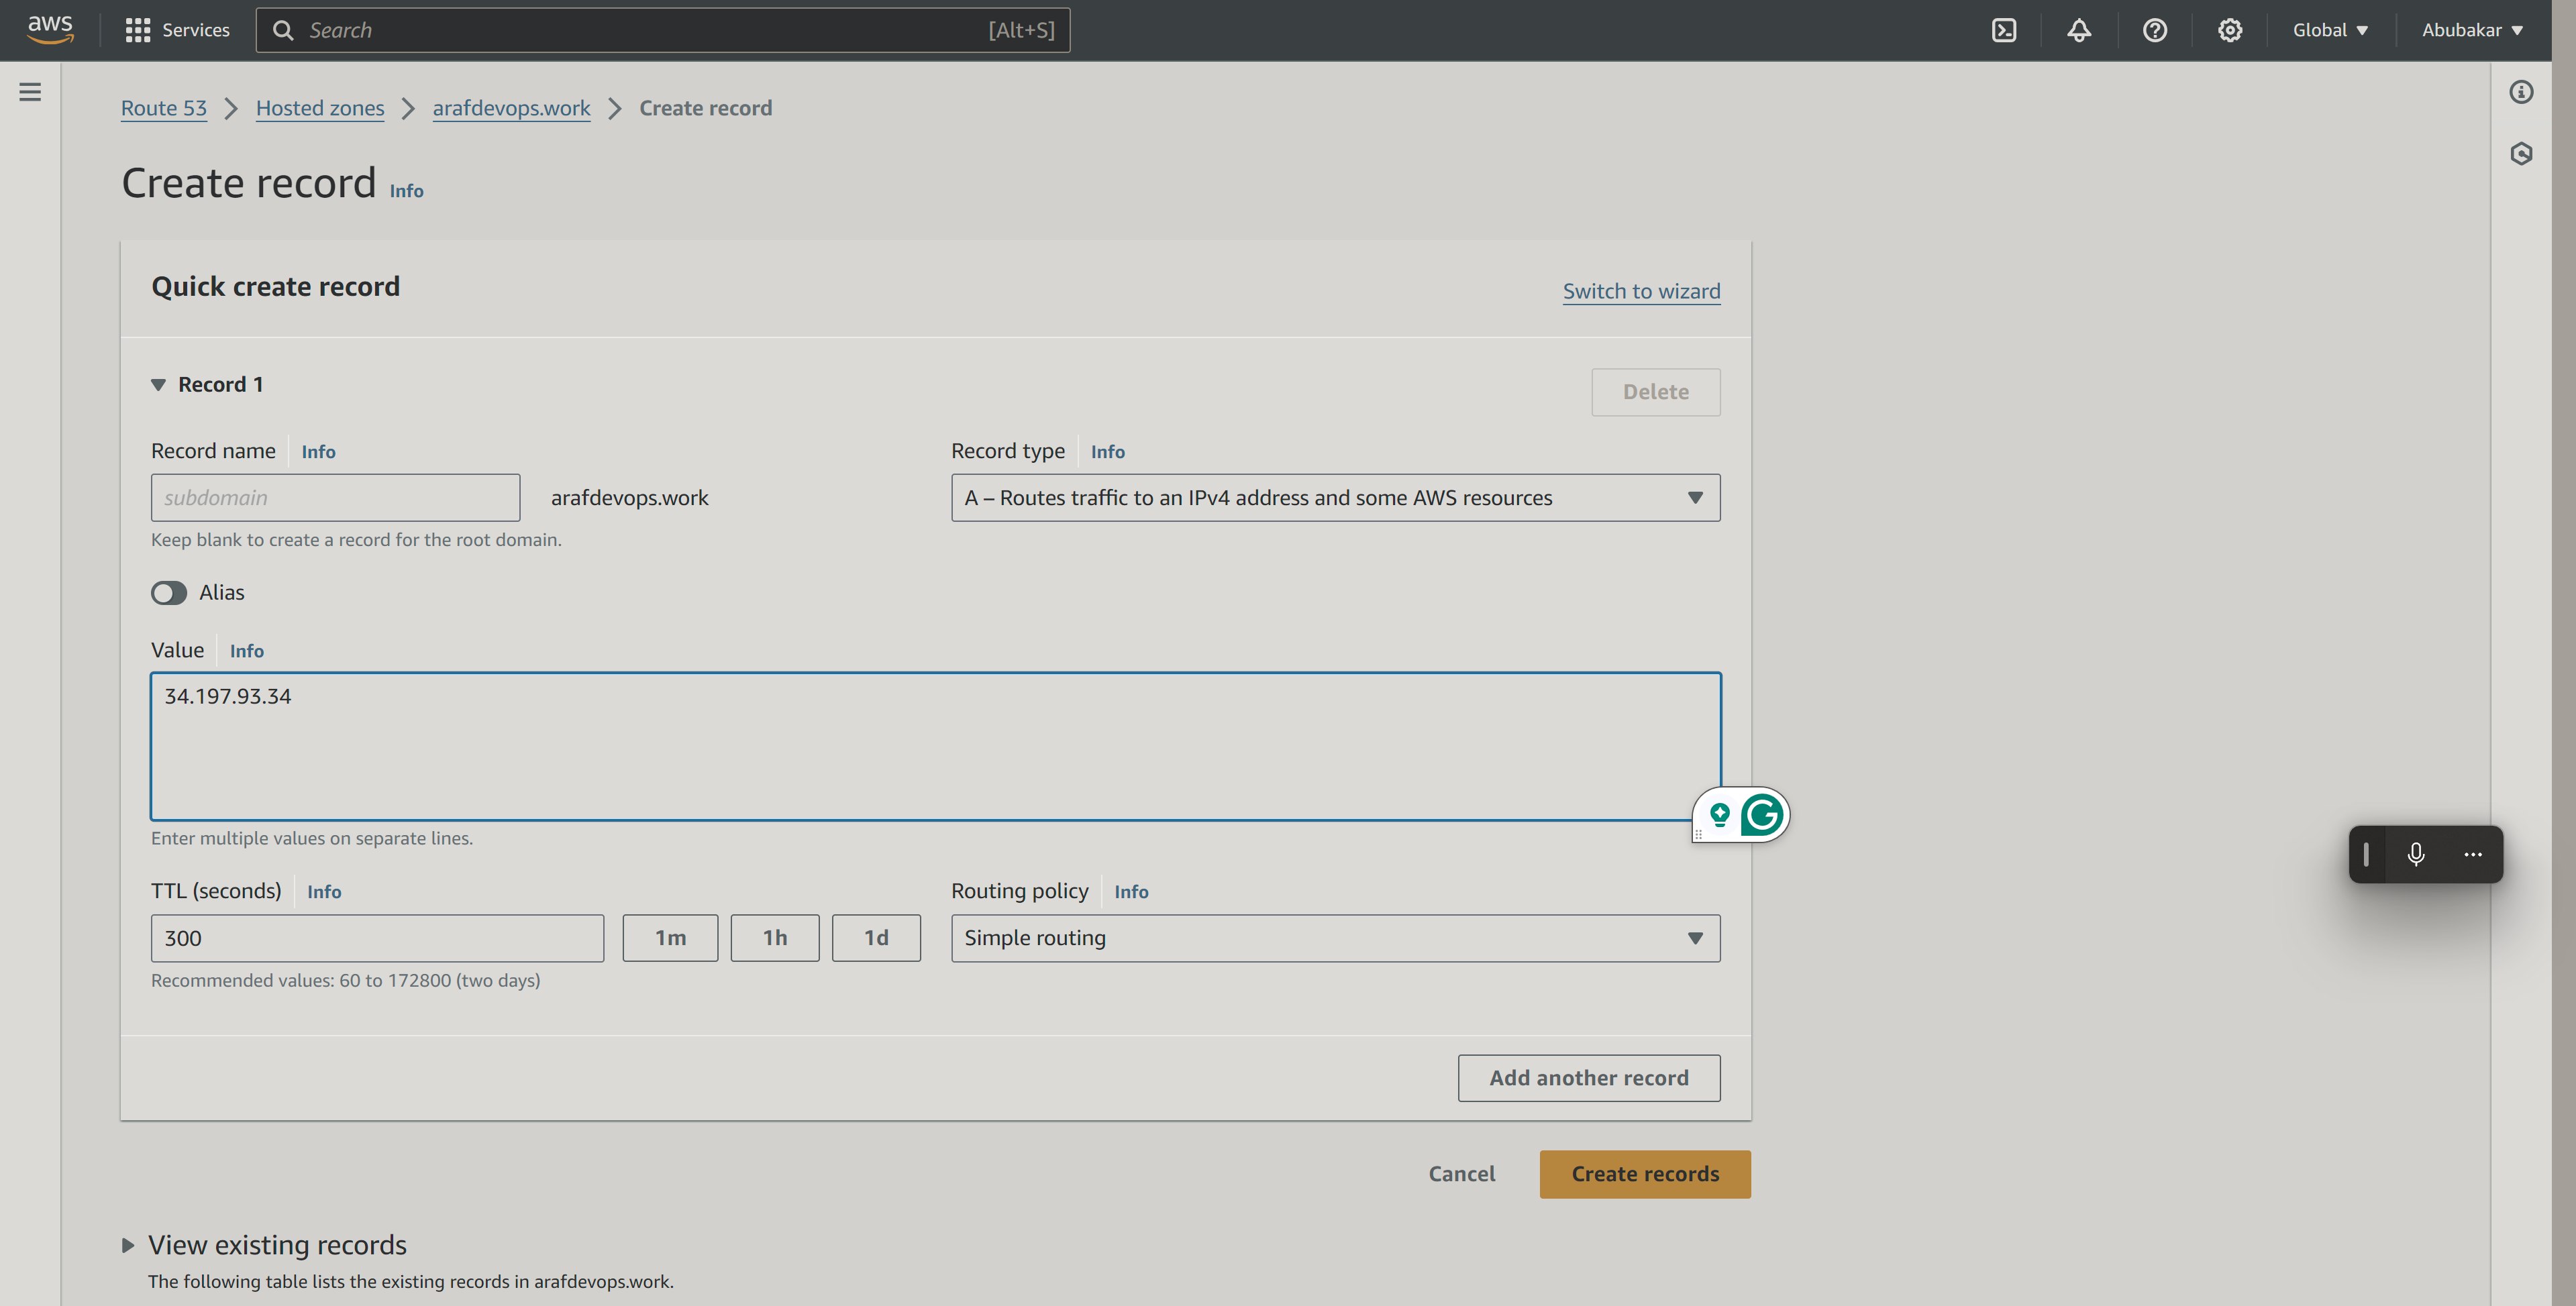 aws Services Search [Alt+S] Global Abubakar
Route 53 Hosted zones arafdevops.work Create record
Create record Info
Quick create record Switch to wizard
Record 1 Delete
Record name Info Record type Info
subdomain arafdevops.work A – Routes traffic to an IPv4 address and some AWS resources
Keep blank to create a record for the root domain.
Alias
Value Info
34.197.93.34
Enter multiple values on separate lines.
TTL (seconds) Info Routing policy Info
300 1m 1h 1d Simple routing
Recommended values: 60 to 172800 (two days)
Add another record
Cancel Create records
View existing records
The following table lists the existing records in arafdevops.work.